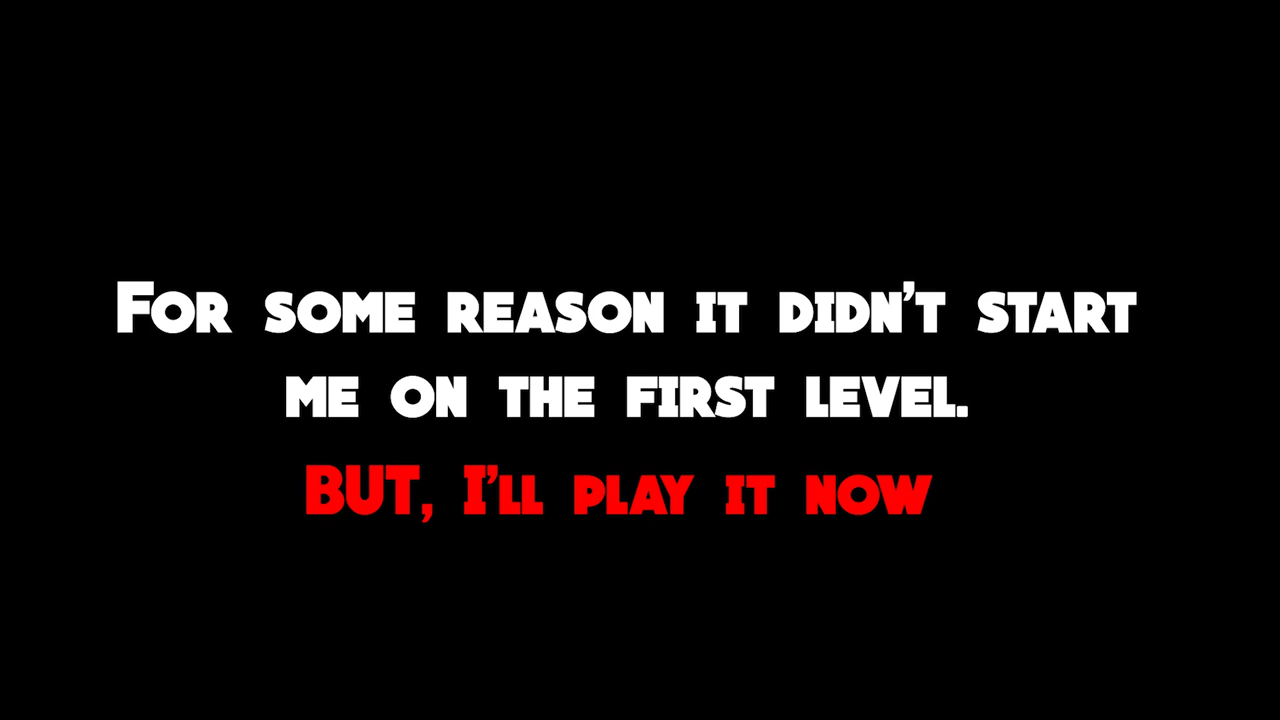 For some reason it didn't start
me on the first level.
BUT, I'll play it now